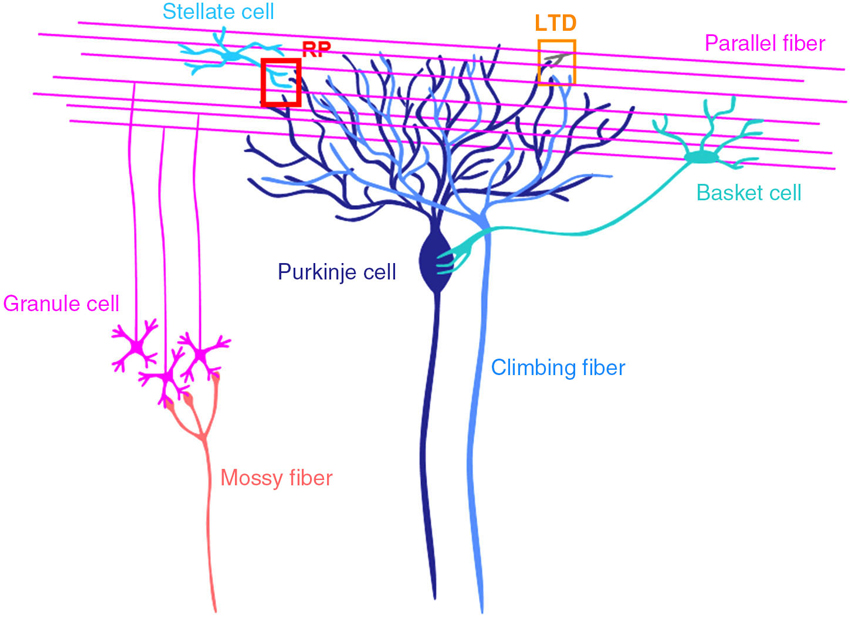 Stellate cell
LTD
RP
Parallel fiber
Basket cell
Purkinje cell
Granule cell
Climbing fiber
Mossy fiber